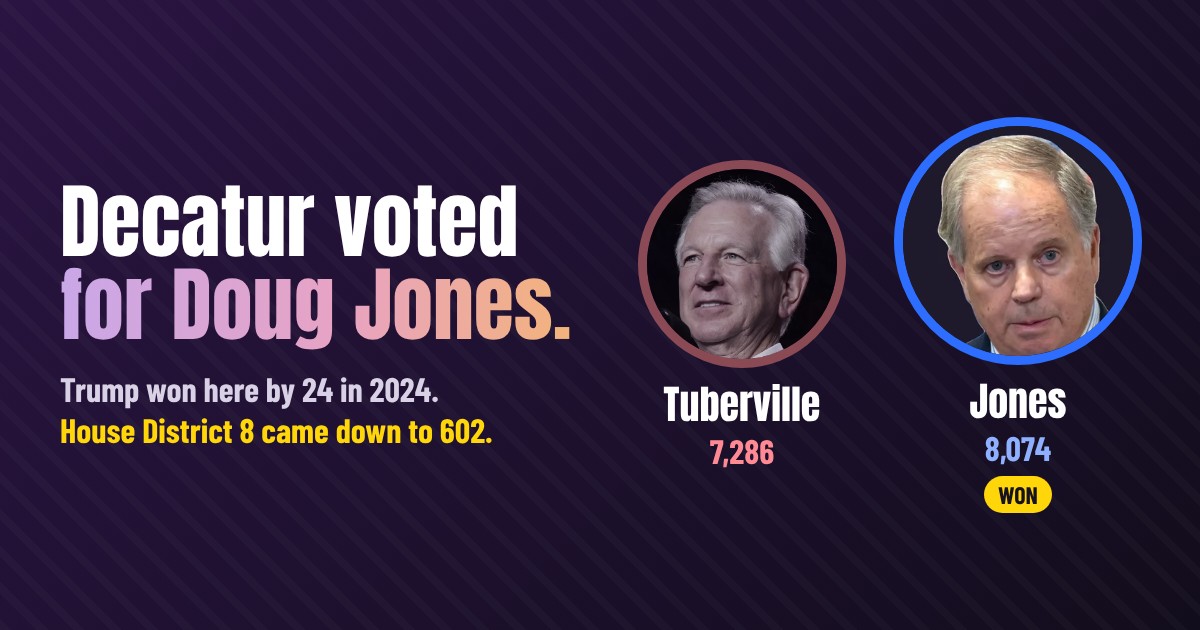 Decatur voted
for Doug Jones.
Trump won here by 24 in 2024.
House District 8 came down to 602.
Tuberville
7,286
Jones
8,074
WON